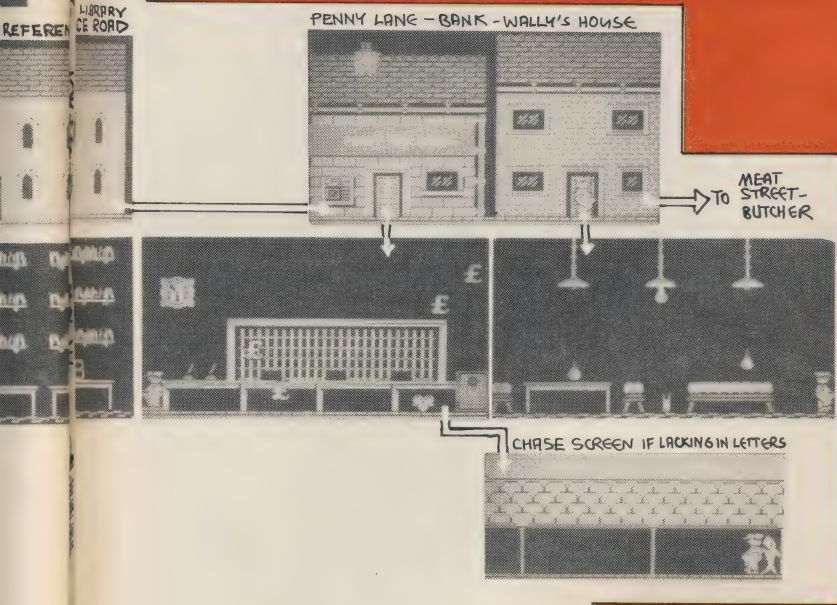 LIBRARY
REFEREN CE ROAD
PENNY LANE - BANK - WALLY'S HOUSE
TO MEAT
STREET-
BUTCHER
£
£
£
£
CHASE SCREEN IF LACKING IN LETTERS